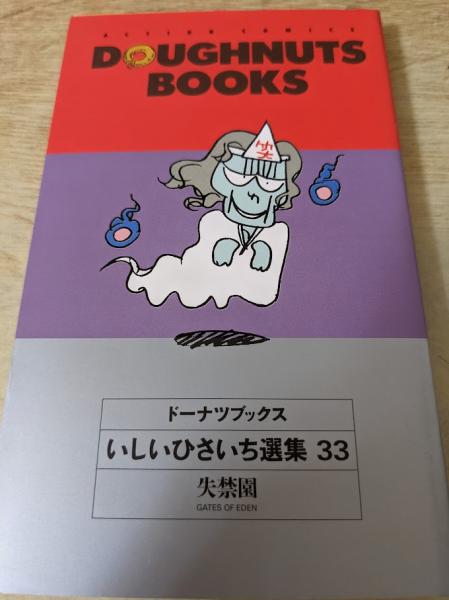 ACTION COMICS
DOUGHNUTS
BOOKS
笑
ドーナツブックス
いしいひさいち選集 33
失禁園
GATES OF EDEN